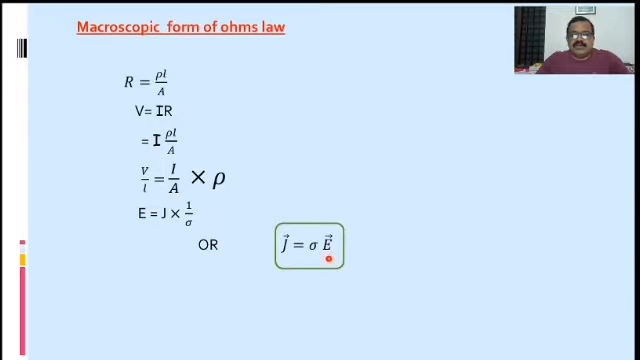 Macroscopic form of ohms law
R = ρl/A
V= IR
= I ρl/A
V/l = I/A × ρ
E = J × 1/σ
OR
J⃗ = σ E⃗